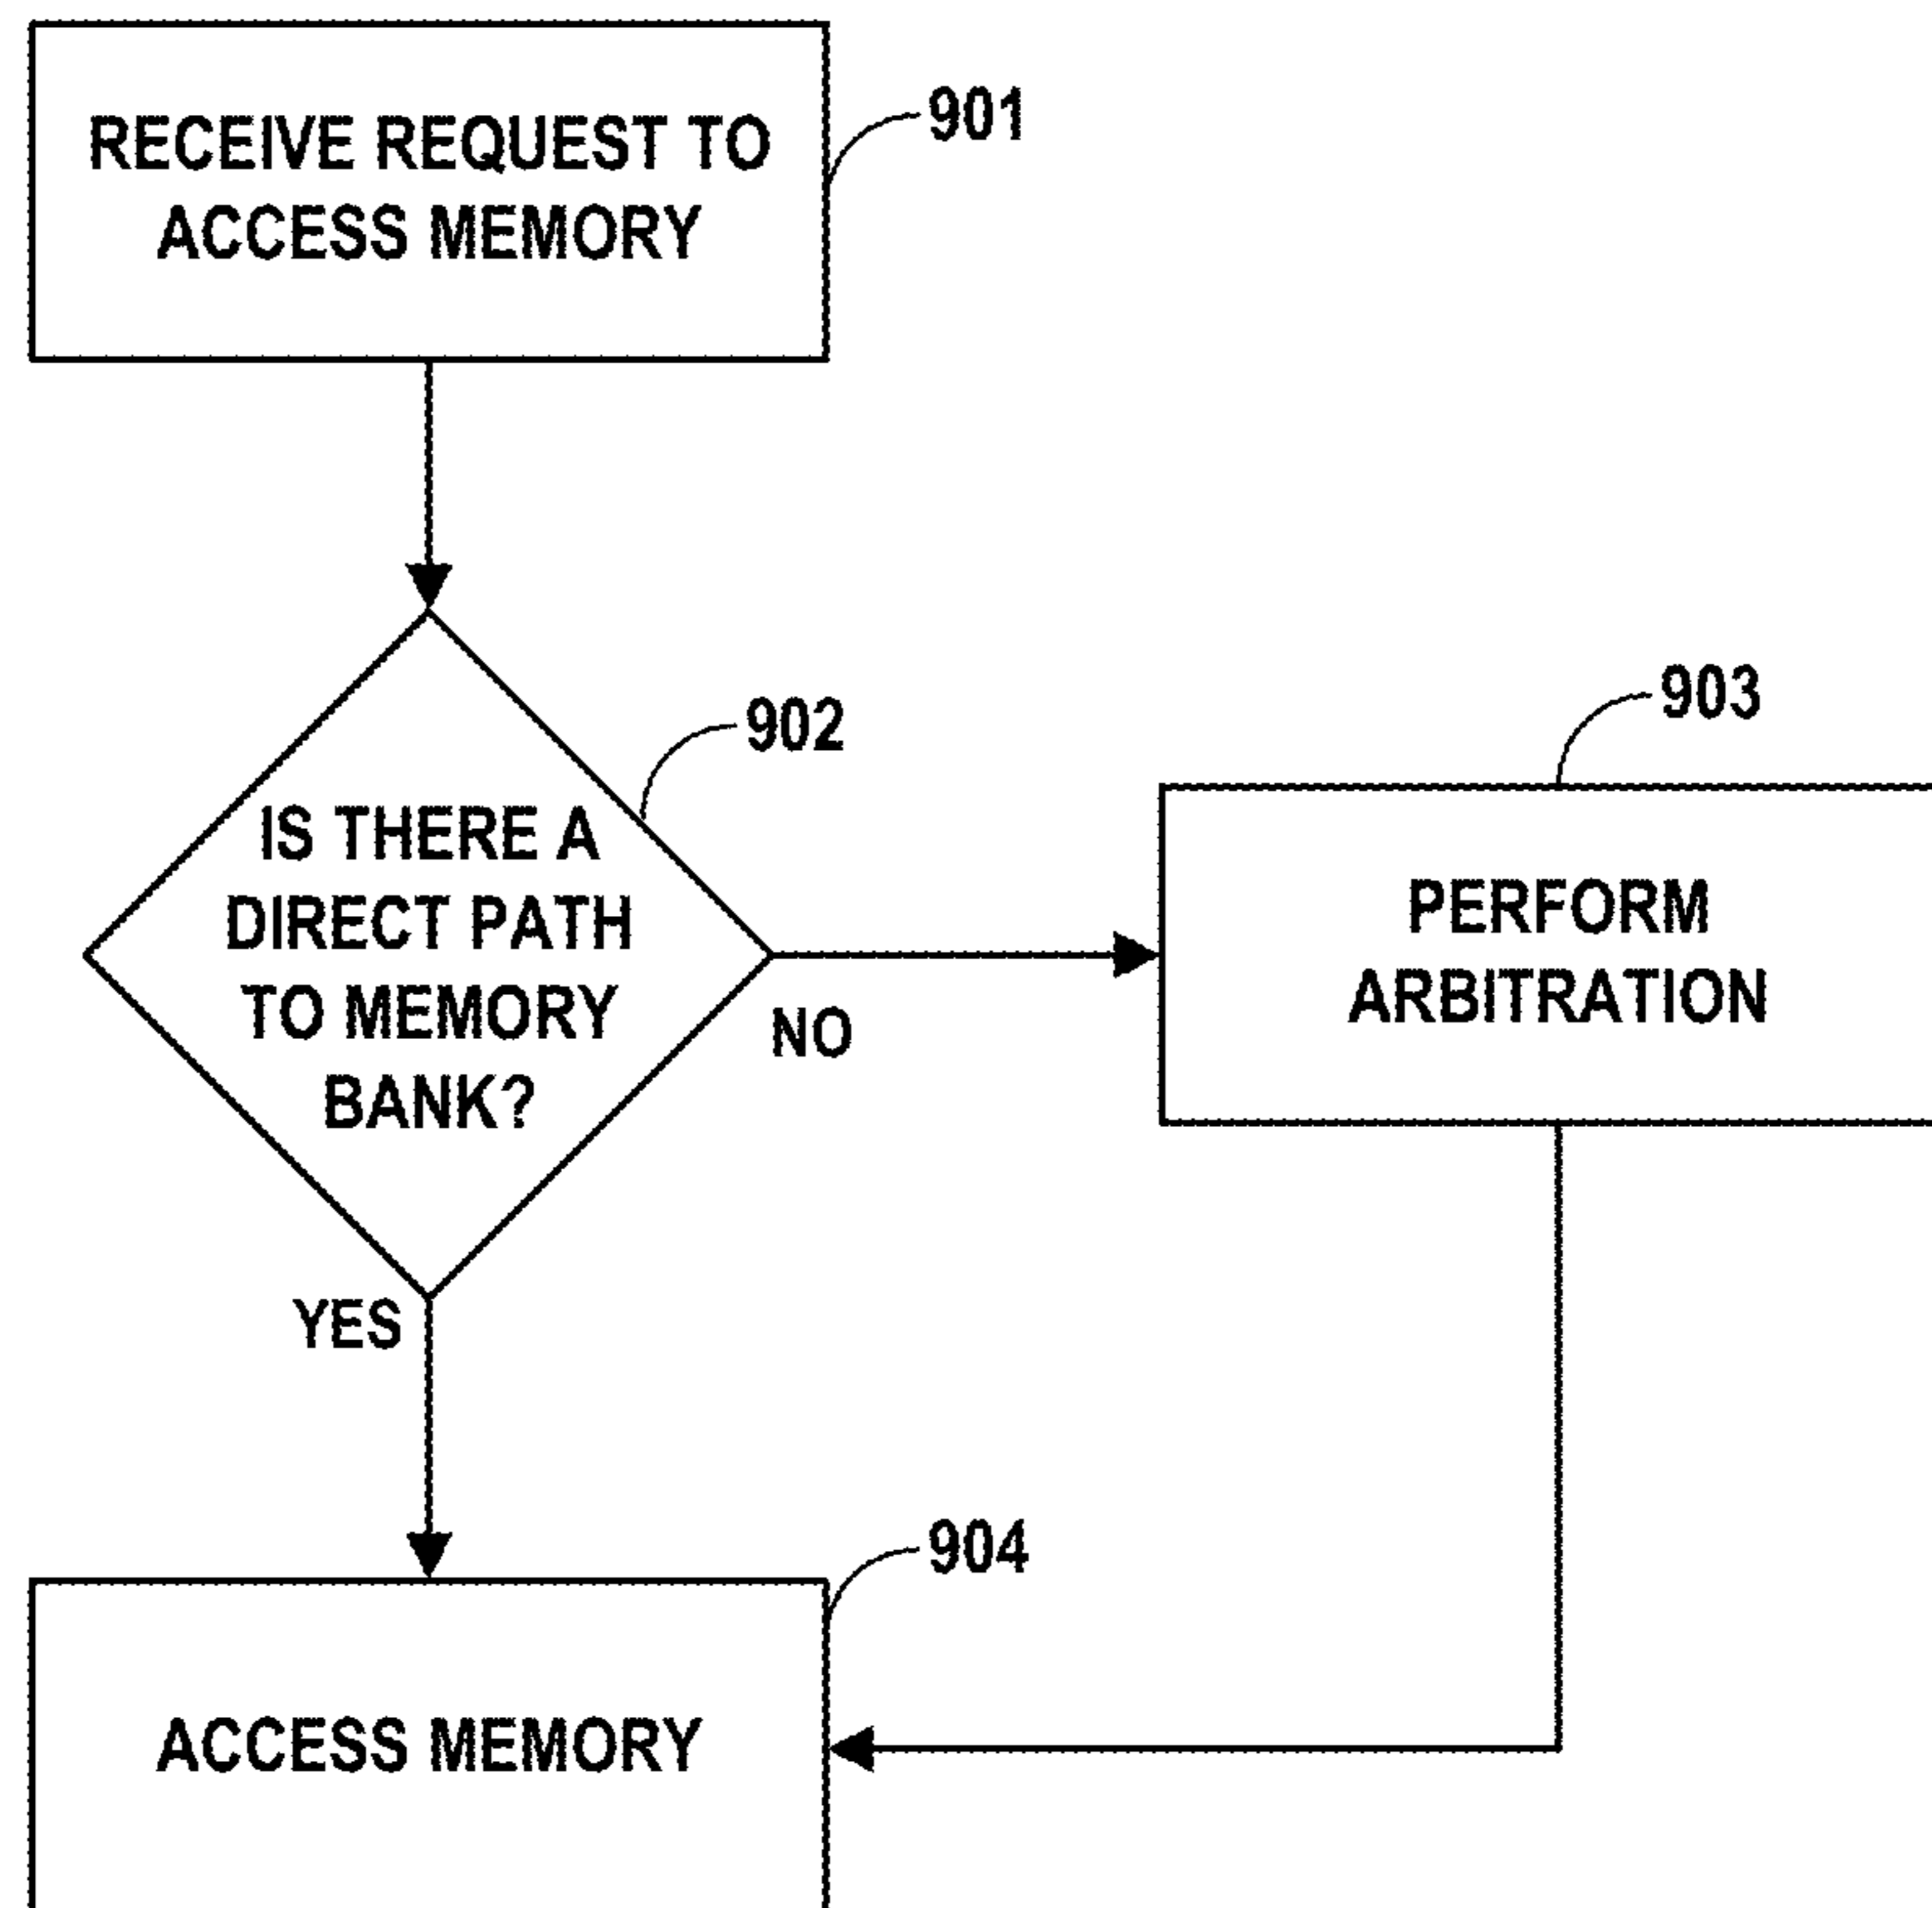 RECEIVE REQUEST TO
ACCESS MEMORY
901
902
IS THERE A
DIRECT PATH
TO MEMORY
BANK?
NO
903
PERFORM
ARBITRATION
YES
904
ACCESS MEMORY